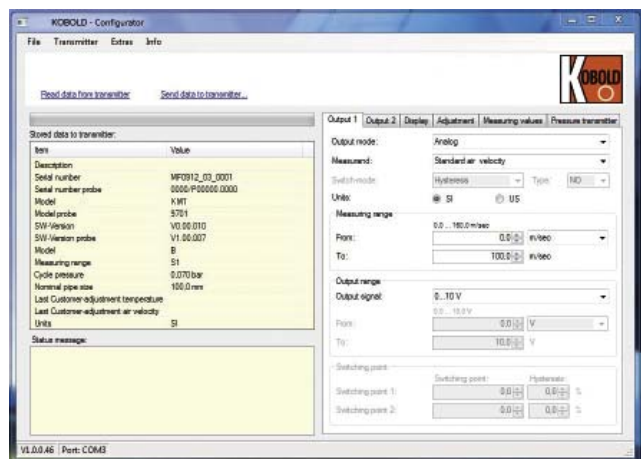 KOBOLD - Configurator
File Transmitter Extras Info
Read data from transmitter Send data to transmitter...
KOBOLD
Stored data to transmitter:
Item Value
Description
Serial number MF0912_03_0001
Serial number probe 0000/P00000.0000
Model KMT
Model probe 5701
SW-Version V0.00.010
SW-Version probe V1.00.007
Model B
Measuring range S1
Cycle pressure 0.070 bar
Nominal pipe size 100,0 mm
Last Customer-adjustment temperature
Last Customer-adjustment air velocity
Units SI
Status message:
Output 1 Output 2 Display Adjustment Measuring values Pressure transmitter
Output mode: Analog
Measurand: Standard air velocity
Switch-mode: Hysteresis Type: NO
Units: SI US
Measuring range
0.0 ... 160.0 m/sec
From: 0,0 m/sec
To: 100,0 m/sec
Output range
Output signal: 0...10 V
0.0 ... 10.0 V
From: 0,0 V
To: 10,0 V
Switching point
Switching point: Hysteresis:
Switching point 1: 0,0 0,0 %
Switching point 2: 0,0 0,0 %
V1.0.0.46 Port: COM3